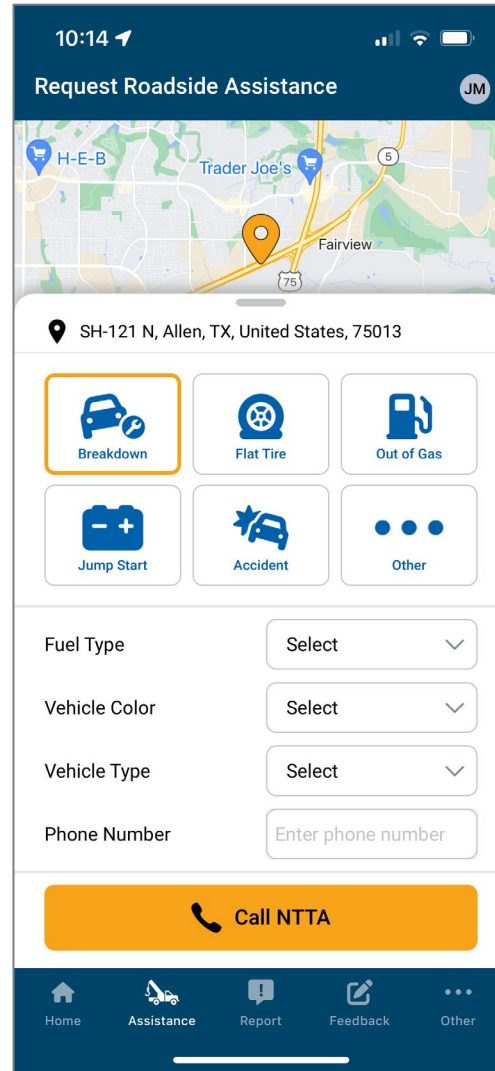 10:14
Request Roadside Assistance
JM
H-E-B
Trader Joe's
5
Fairview
75
SH-121 N, Allen, TX, United States, 75013
Breakdown
Flat Tire
Out of Gas
Jump Start
Accident
Other
Fuel Type
Select
Vehicle Color
Select
Vehicle Type
Select
Phone Number
Enter phone number
Call NTTA
Home
Assistance
Report
Feedback
Other